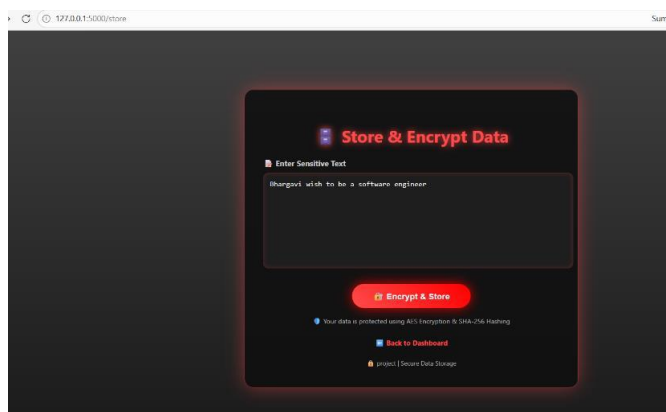 127.0.0.1:5000/store
Sum
Store & Encrypt Data
Enter Sensitive Text
Bhargavi wish to be a software engineer
Encrypt & Store
Your data is protected using AES Encryption & SHA-256 Hashing
Back to Dashboard
project | Secure Data Storage